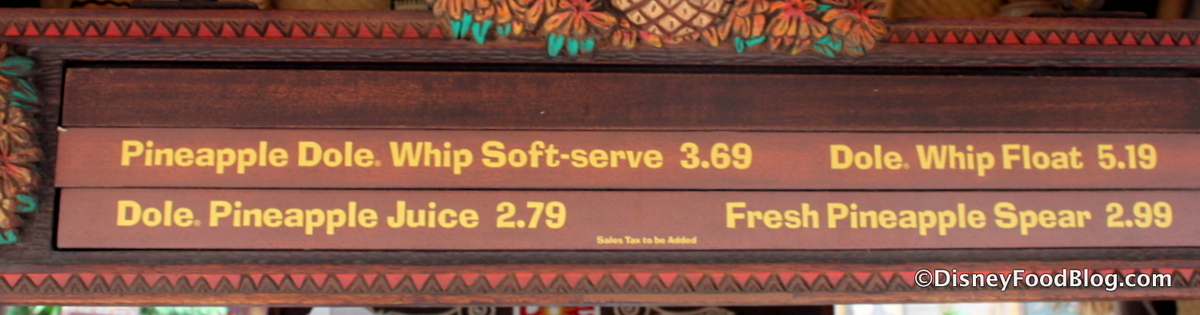 Pineapple Dole® Whip Soft-serve 3.69 Dole® Whip Float 5.19
Dole® Pineapple Juice 2.79 Fresh Pineapple Spear 2.99
Sales Tax to be Added
©DisneyFoodBlog.com